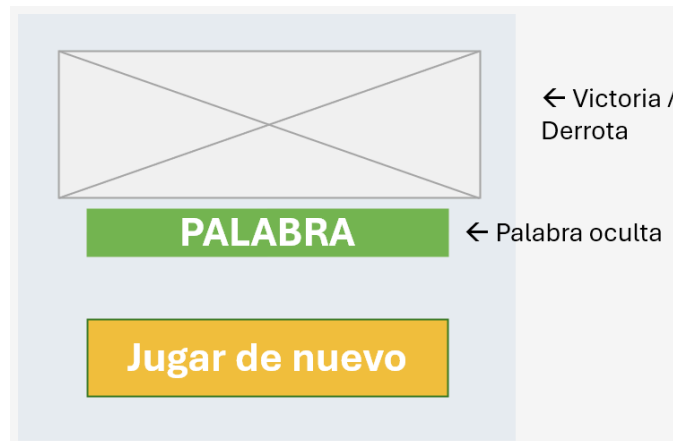 ← Victoria /
Derrota
PALABRA
← Palabra oculta
Jugar de nuevo